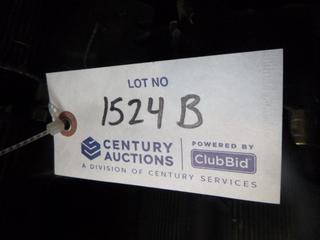 LOT NO
1524 B
CENTURY AUCTIONS
POWERED BY
ClubBid
A DIVISION OF CENTURY SERVICES